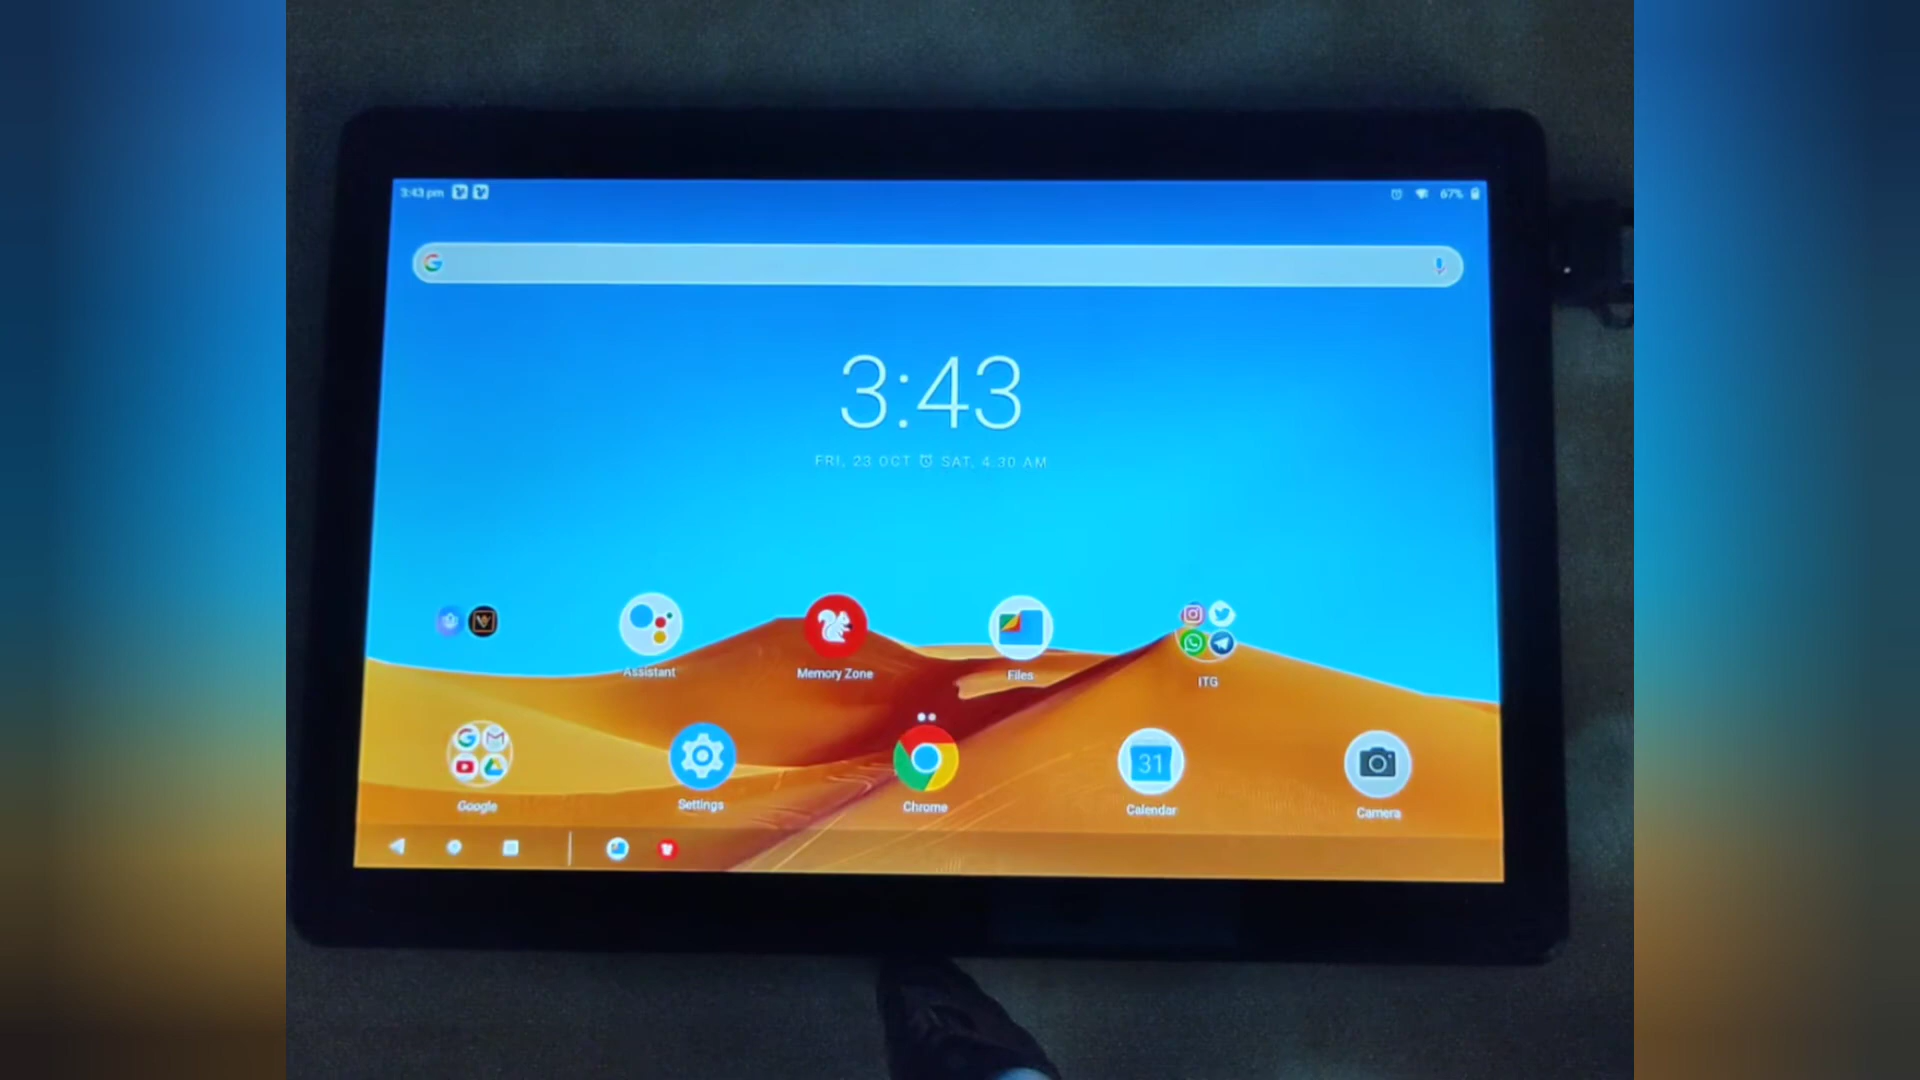 3:43 pm
67%
3:43
FRI, 23 OCT SAT, 4:30 AM
Assistant
Memory Zone
Files
ITG
31
Google
Settings
Chrome
Calendar
Camera